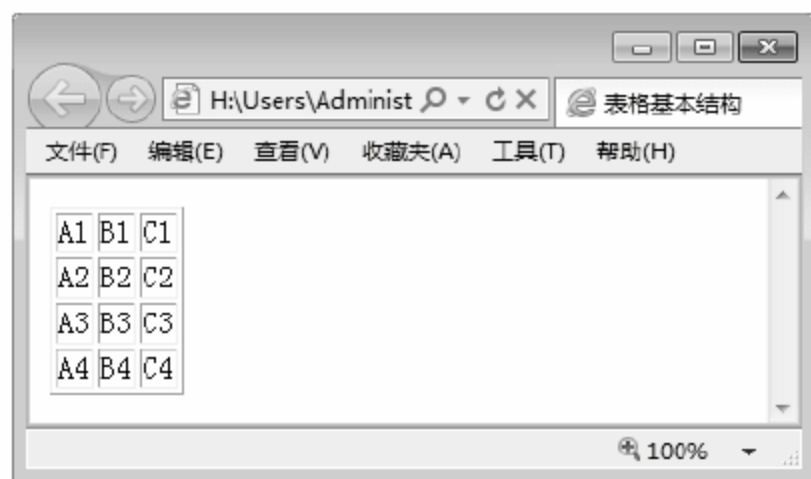 H:\Users\Administ
表格基本结构
文件(F) 编辑(E) 查看(V) 收藏夹(A) 工具(T) 帮助(H)
A1 B1 C1
A2 B2 C2
A3 B3 C3
A4 B4 C4
100%